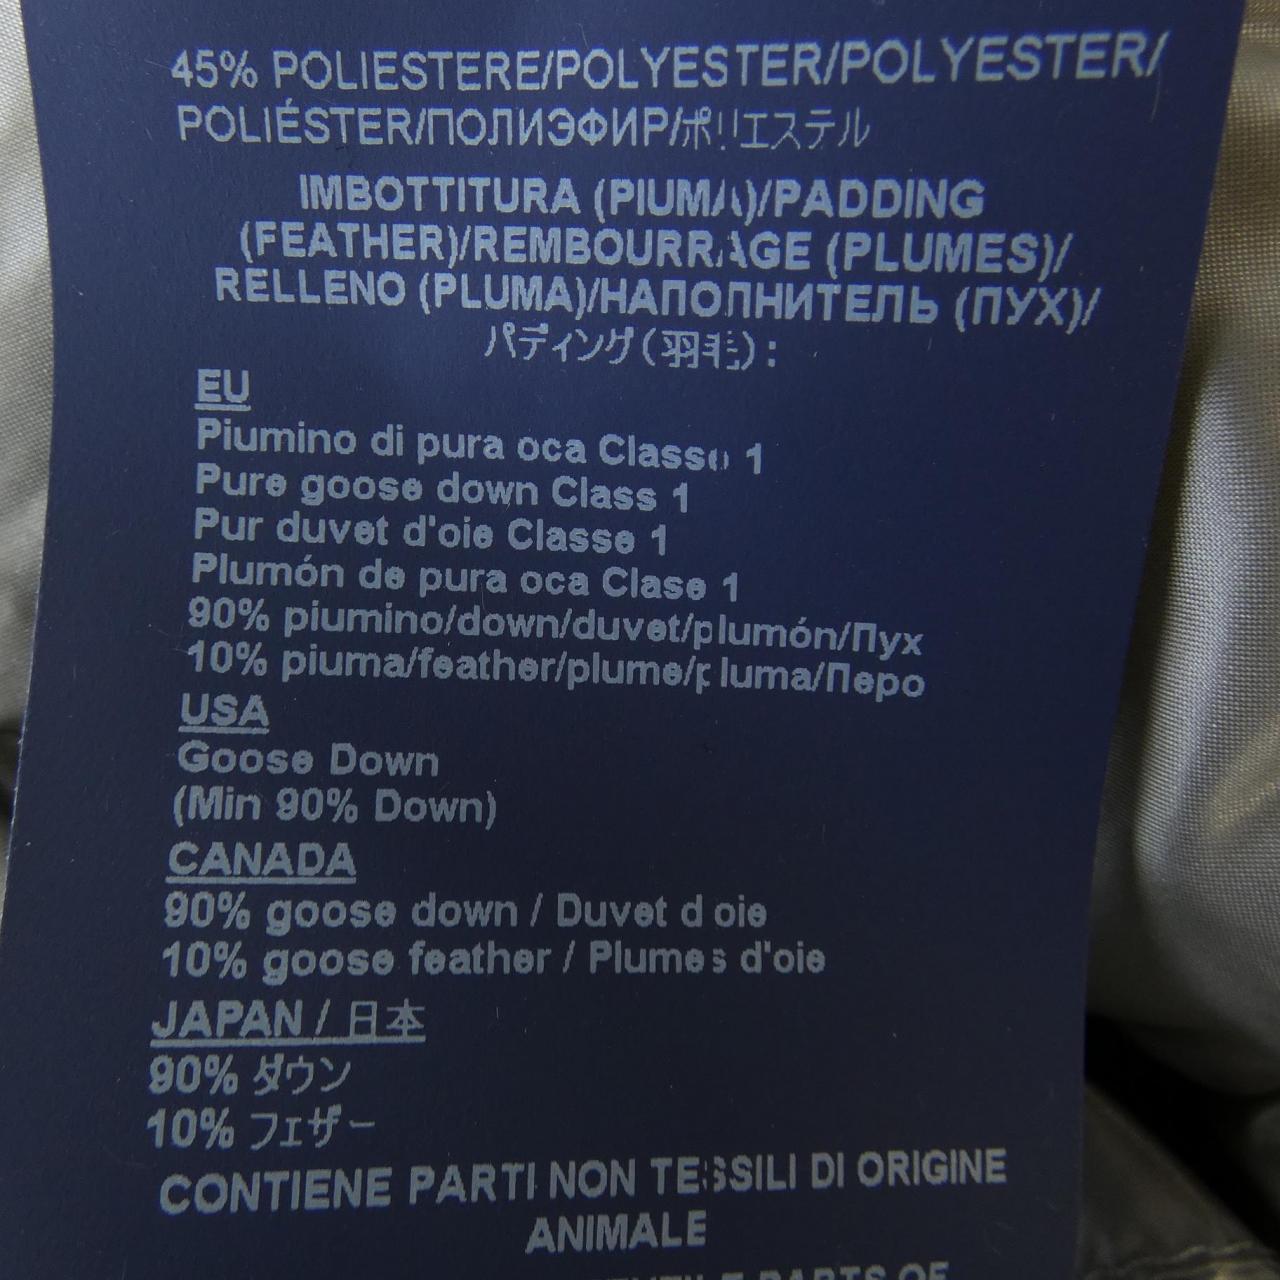 45% POLIESTERE/POLYESTER/POLYESTER/
POLIÉSTER/ПОЛИЭФИР/ポリエステル
IMBOTTITURA (PIUMA)/PADDING
(FEATHER)/REMBOURRAGE (PLUMES)/
RELLENO (PLUMA)/НАПОЛНИТЕЛЬ (ПУХ)/
パディング(羽毛):
EU
Piumino di pura oca Classe 1
Pure goose down Class 1
Pur duvet d'oie Classe 1
Plumón de pura oca Clase 1
90% piumino/down/duvet/plumón/Пух
10% piuma/feather/plume/pluma/Перо
USA
Goose Down
(Min 90% Down)
CANADA
90% goose down / Duvet d oie
10% goose feather / Plumes d'oie
JAPAN / 日本
90% ダウン
10% フェザー
CONTIENE PARTI NON TESSILI DI ORIGINE
ANIMALE
PARTS OF